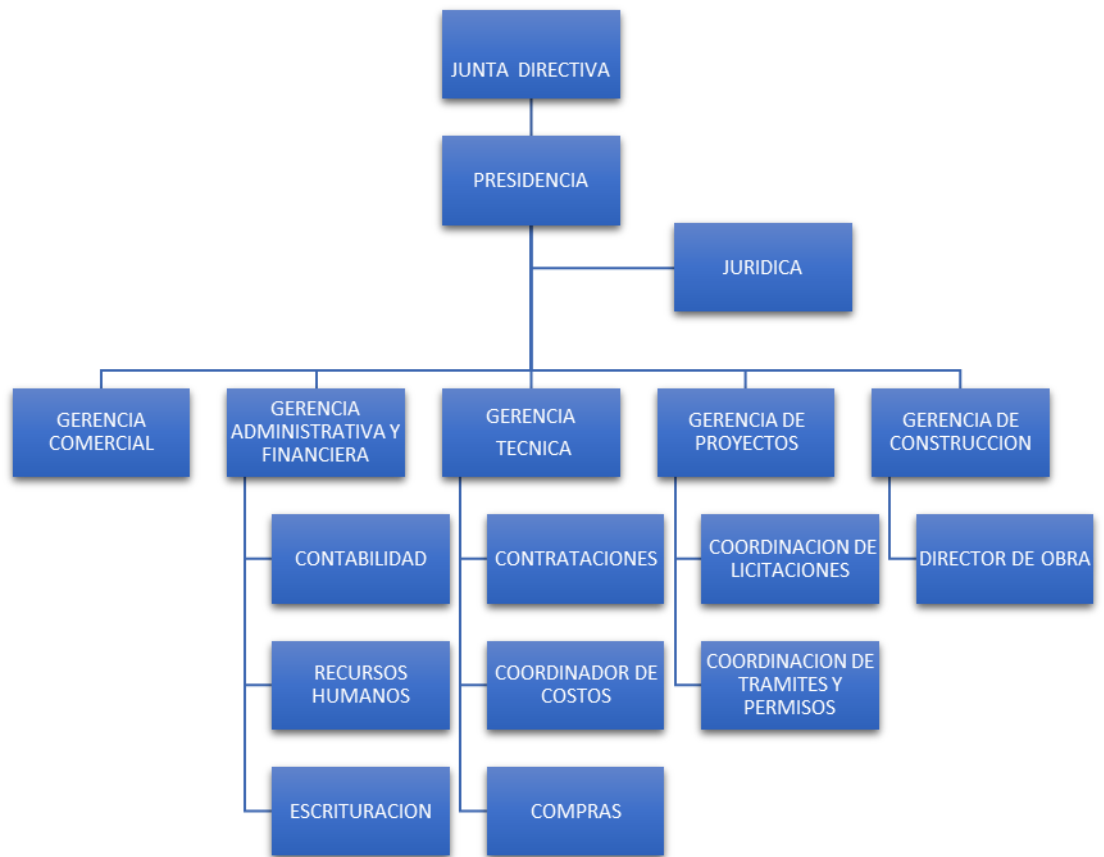 JUNTA DIRECTIVA
PRESIDENCIA
JURIDICA
GERENCIA
COMERCIAL
GERENCIA
ADMINISTRATIVA Y
FINANCIERA
GERENCIA
TECNICA
GERENCIA DE
PROYECTOS
GERENCIA DE
CONSTRUCCION
CONTABILIDAD
CONTRATACIONES
COORDINACION DE
LICITACIONES
DIRECTOR DE OBRA
RECURSOS
HUMANOS
COORDINADOR DE
COSTOS
COORDINACION DE
TRAMITES Y
PERMISOS
ESCRITURACION
COMPRAS